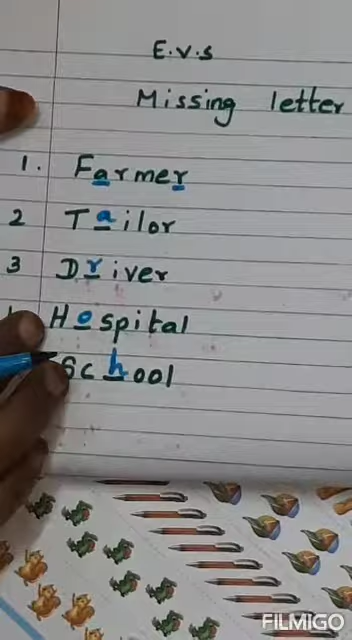 E.V.S
Missing letter
1. Farmer
2 Tailor
3 Driver
Hospital
School
FILMIGO